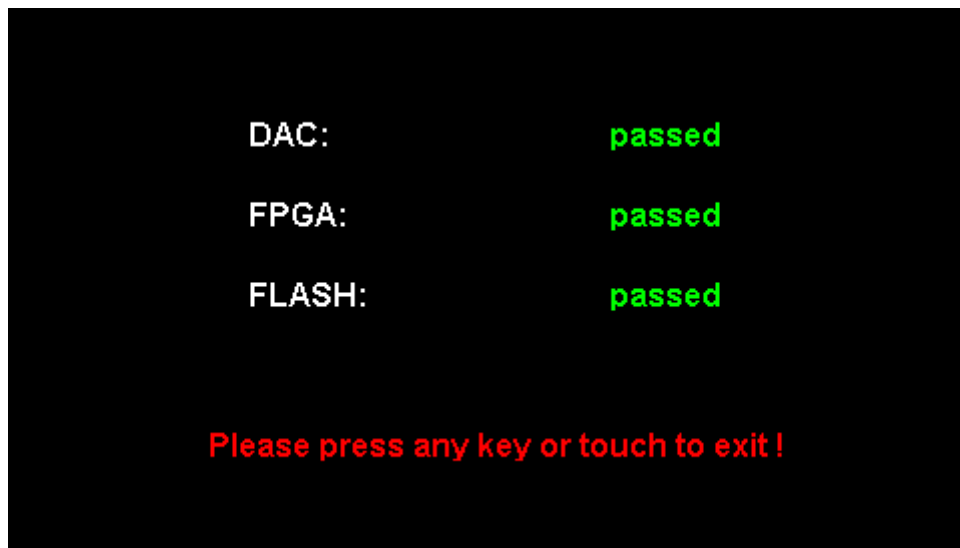 DAC: passed
FPGA: passed
FLASH: passed
Please press any key or touch to exit !